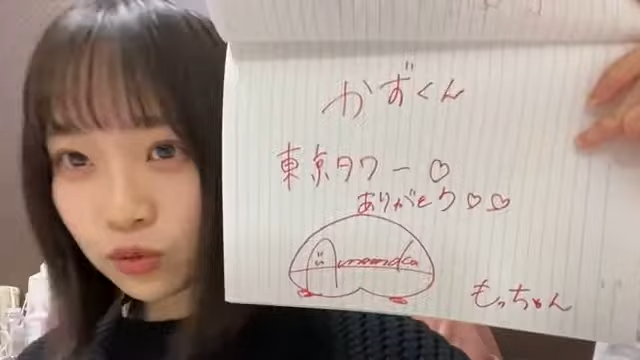 かずくん
東京タワー♡
ありがとう♡♡
もっちゃん